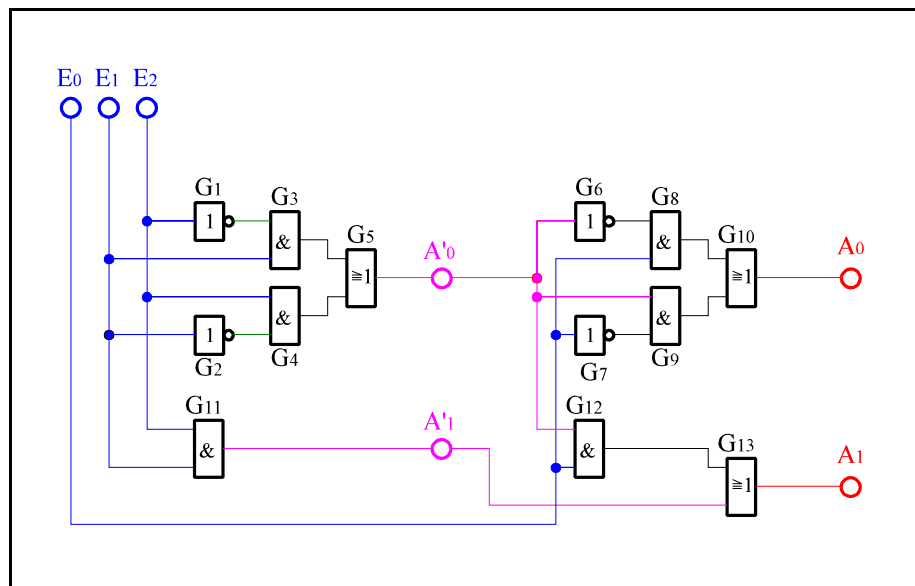 E0 E1 E2
G1 G3 G6 G8
1 & G5 1 & G10
≧1 A'0 ≧1 A0
& &
1 1
G2 G4 G7 G9
G11 A'1 G12
& & G13
≧1 A1